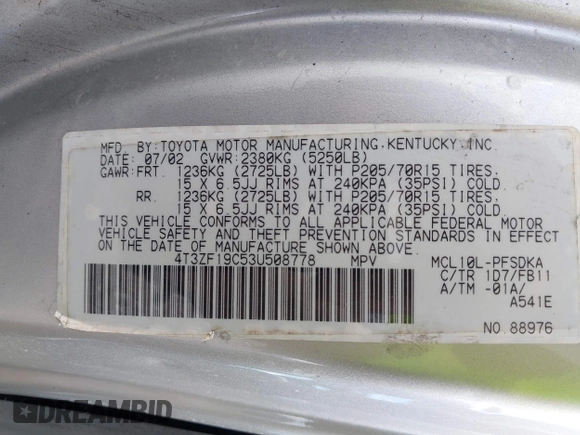 MFD. BY:TOYOTA MOTOR MANUFACTURING.KENTUCKY.INC.
DATE: 07/02 GVWR:2380KG (5250LB)
GAWR:FRT. 1236KG (2725LB) WITH P205/70R15 TIRES.
15 X 6.5JJ RIMS AT 240KPA (35PSI) COLD.
RR. 1236KG (2725LB) WITH P205/70R15 TIRES.
15 X 6.5JJ RIMS AT 240KPA (35PSI) COLD.
THIS VEHICLE CONFORMS TO ALL APPLICABLE FEDERAL MOTOR
VEHICLE SAFETY AND THEFT PREVENTION STANDARDS IN EFFECT
ON THE DATE OF MANUFACTURE SHOWN ABOVE.
4T3ZF19C53U508778 MPV MCL10L-PFSDKA
C/TR 1D7/FB11
A/TM -01A/
A541E
NO.88976
DREAMBID